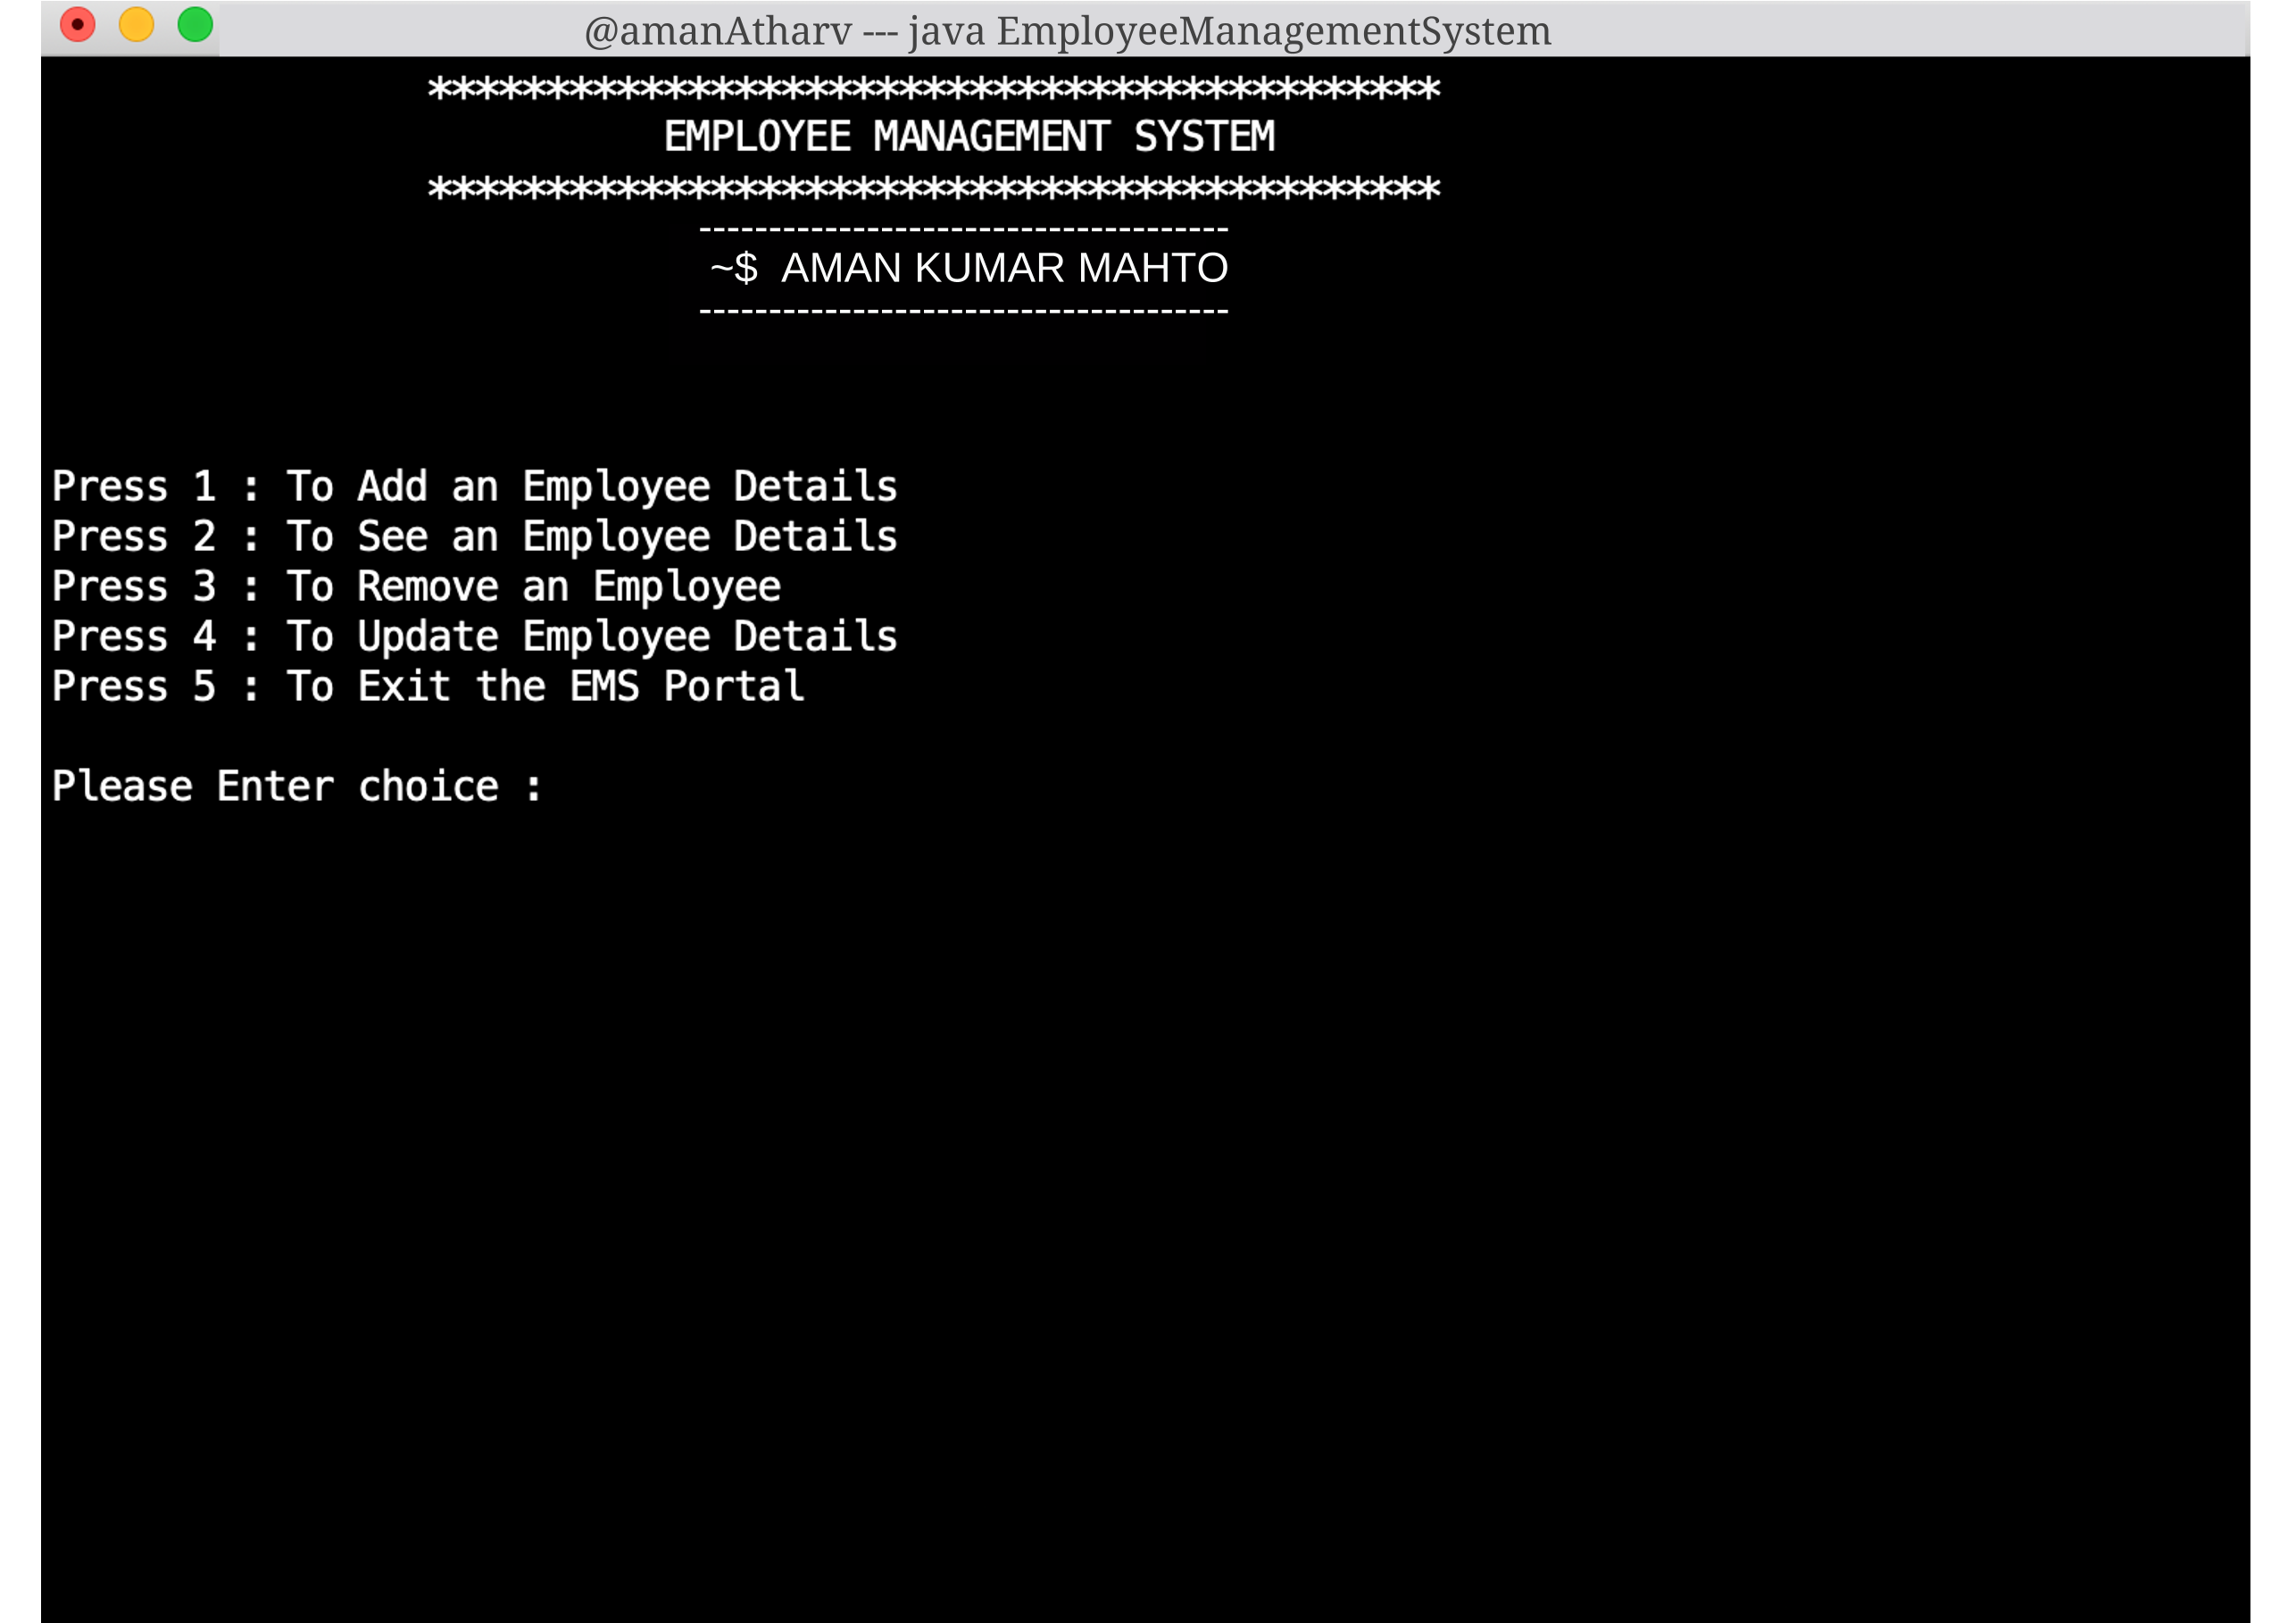 @amanAtharv --- java EmployeeManagementSystem
*******************************************
EMPLOYEE MANAGEMENT SYSTEM
*******************************************
--------------------------------------
~$ AMAN KUMAR MAHTO
--------------------------------------
Press 1 : To Add an Employee Details
Press 2 : To See an Employee Details
Press 3 : To Remove an Employee
Press 4 : To Update Employee Details
Press 5 : To Exit the EMS Portal
Please Enter choice :